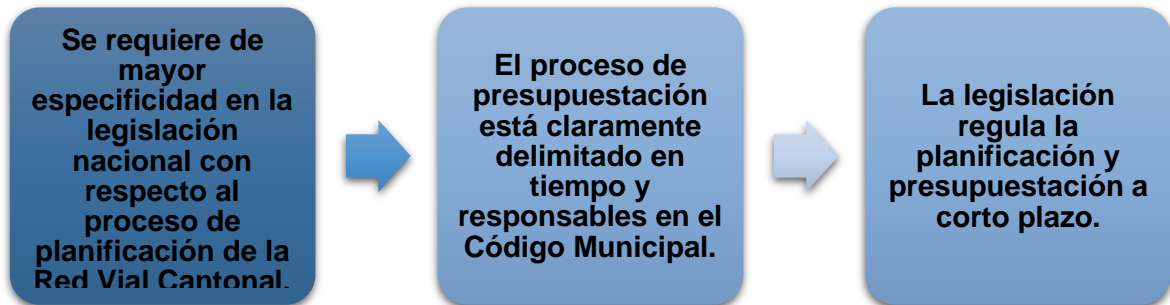 Se requiere de
mayor
especificidad en la
legislación
nacional con
respecto al
proceso de
planificación de la
Red Vial Cantonal.
El proceso de
presupuestación
está claramente
delimitado en
tiempo y
responsables en el
Código Municipal.
La legislación
regula la
planificación y
presupuestación a
corto plazo.